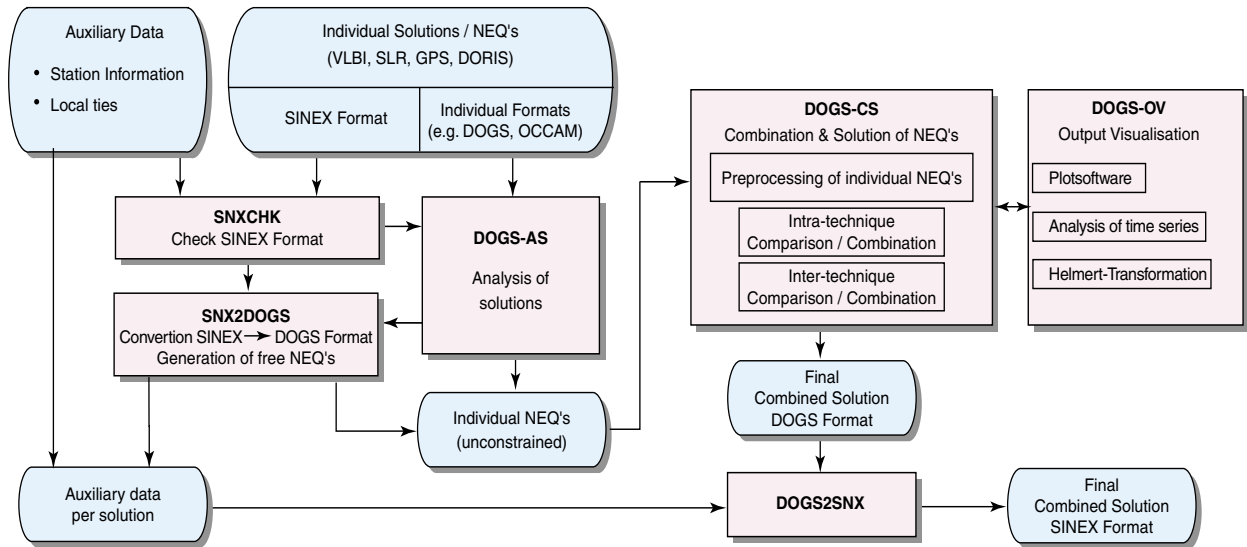 Auxiliary Data
• Station Information
• Local ties
Individual Solutions / NEQ's
(VLBI, SLR, GPS, DORIS)
SINEX Format
Individual Formats
(e.g. DOGS, OCCAM)
SNXCHK
Check SINEX Format
DOGS-AS
Analysis of
solutions
SNX2DOGS
Convertion SINEX → DOGS Format
Generation of free NEQ's
Individual NEQ's
(unconstrained)
Auxiliary data
per solution
DOGS-CS
Combination & Solution of NEQ's
Preprocessing of individual NEQ's
Intra-technique
Comparison / Combination
Inter-technique
Comparison / Combination
DOGS-OV
Output Visualisation
Plotsoftware
Analysis of time series
Helmert-Transformation
Final
Combined Solution
DOGS Format
DOGS2SNX
Final
Combined Solution
SINEX Format